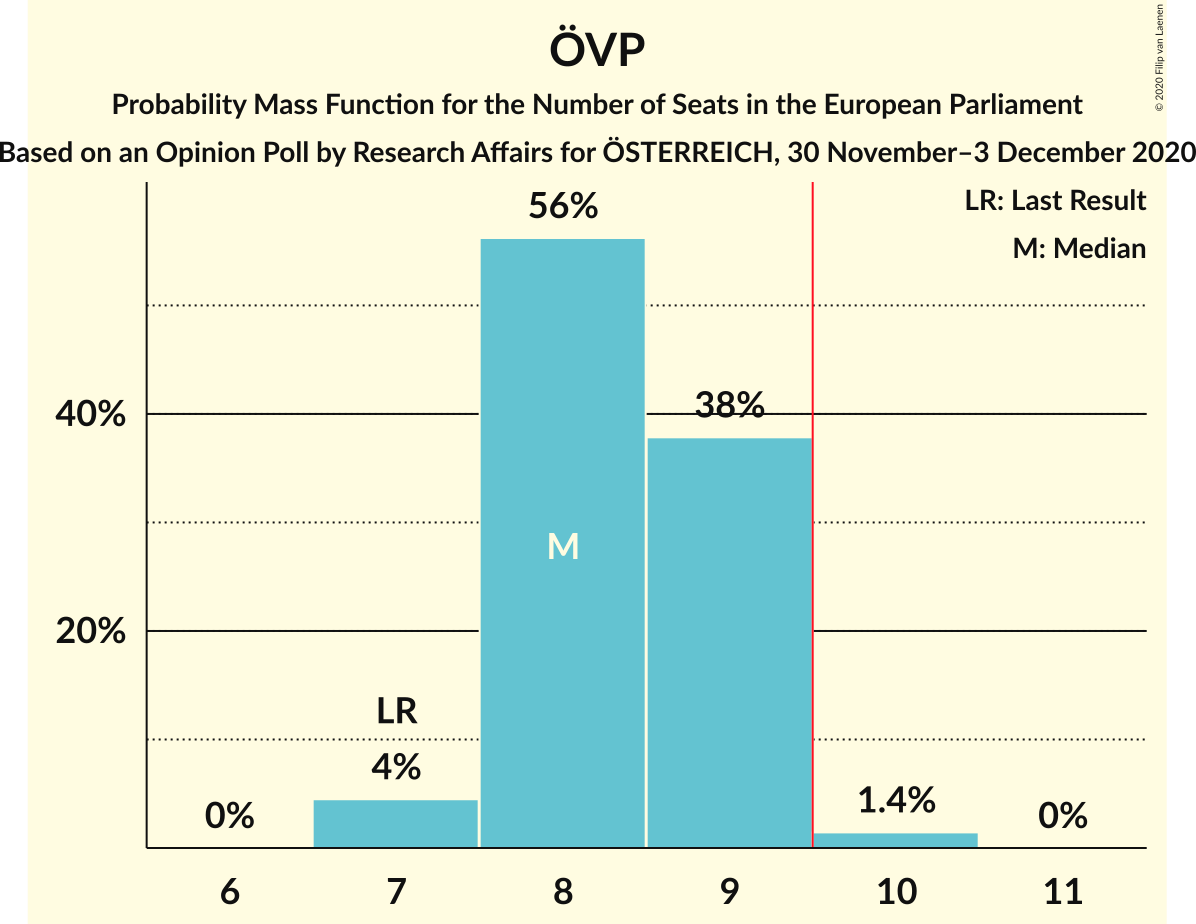 ÖVP
Probability Mass Function for the Number of Seats in the European Parliament
Based on an Opinion Poll by Research Affairs for ÖSTERREICH, 30 November–3 December 2020
© 2020 Filip van Laenen
LR: Last Result
M: Median
56%
40%
38%
M
20%
LR
4%
0%
1.4%
0%
6 7 8 9 10 11